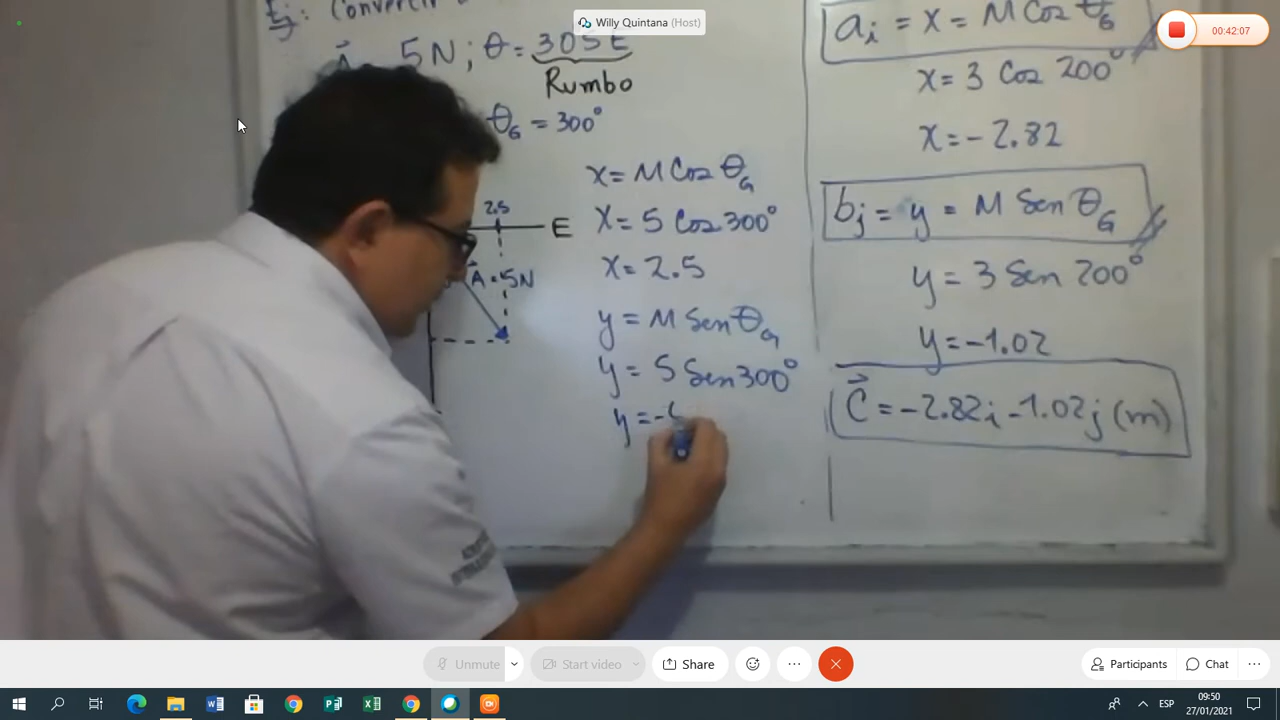 Willy Quintana (Host)
00:42:07
Ej: Convertir
A 5N; θ = 30SE
Rumbo
θG = 300°
2.5
E
A=5N
x = M Cos θG
x = 5 Cos 300°
x = 2.5
y = M Sen θG
y = 5 Sen 300°
y = -
ai = x = M Cos θG
x = 3 Cos 200°
x = -2.82
bj = y = M Sen θG
y = 3 Sen 200°
y = -1.02
C = -2.82i - 1.02j (m)
Unmute
Start video
Share
Participants
Chat
ESP
09:50
27/01/2021